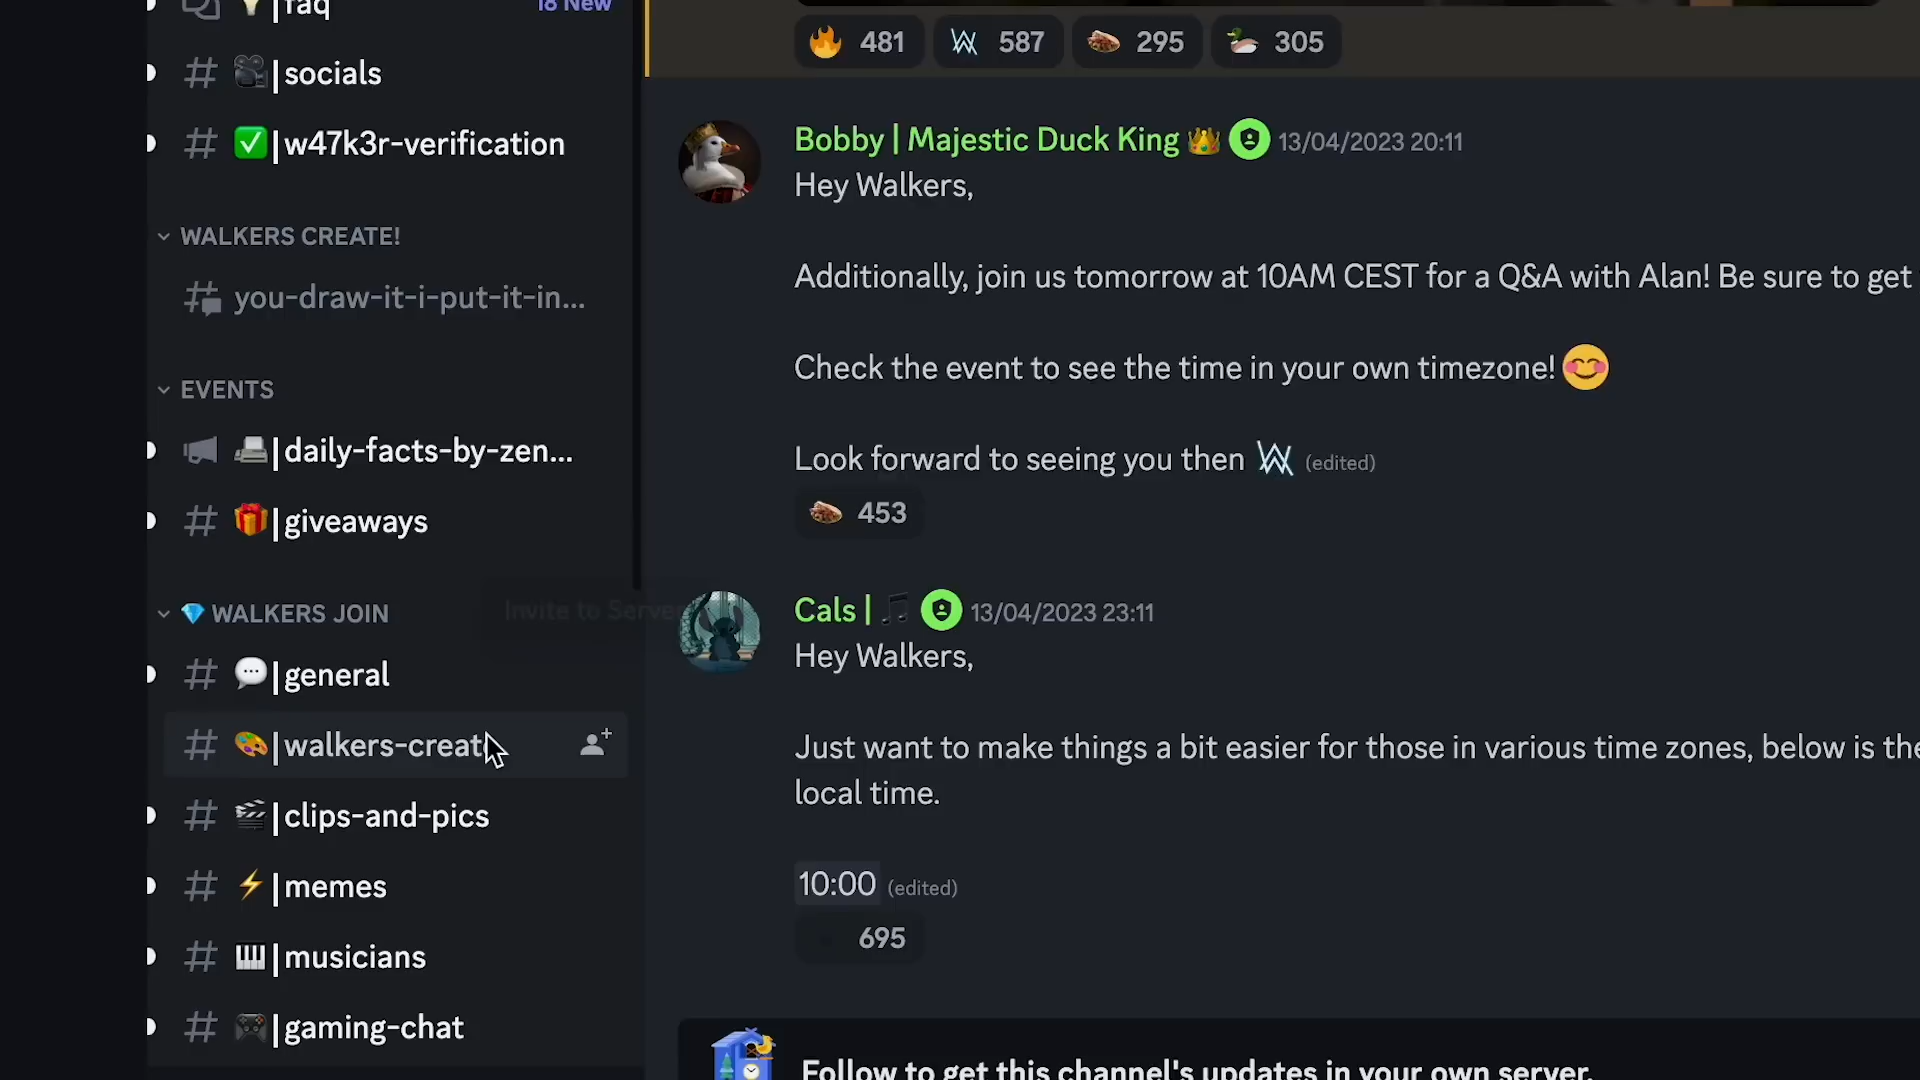 faq
18 New
socials
w47k3r-verification
WALKERS CREATE!
you-draw-it-i-put-it-in...
EVENTS
daily-facts-by-zen...
giveaways
WALKERS JOIN
Invite to Server
general
walkers-create
clips-and-pics
memes
musicians
gaming-chat
481 587 295 305
Bobby | Majestic Duck King 13/04/2023 20:11
Hey Walkers,
Additionally, join us tomorrow at 10AM CEST for a Q&A with Alan! Be sure to get
Check the event to see the time in your own timezone!
Look forward to seeing you then (edited)
453
Cals | 13/04/2023 23:11
Hey Walkers,
Just want to make things a bit easier for those in various time zones, below is the
local time.
10:00 (edited)
695
Follow to get this channel's updates in your own server.